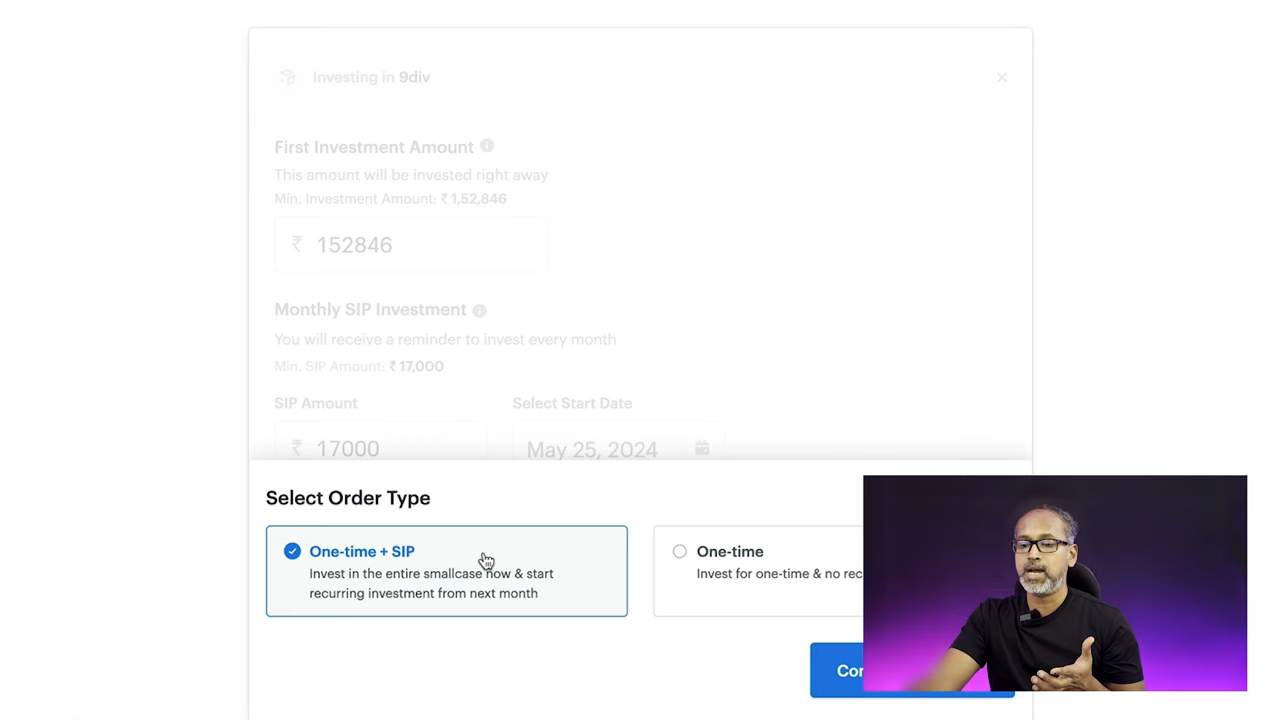 Investing in 9div
First Investment Amount
This amount will be invested right away
Min. Investment Amount: ₹ 1,52,846
₹ 152846
Monthly SIP Investment
You will receive a reminder to invest every month
Min. SIP Amount: ₹ 17,000
SIP Amount
Select Start Date
₹ 17000
May 25, 2024
Select Order Type
One-time + SIP
Invest in the entire smallcase now & start
recurring investment from next month
One-time
Invest for one-time & no